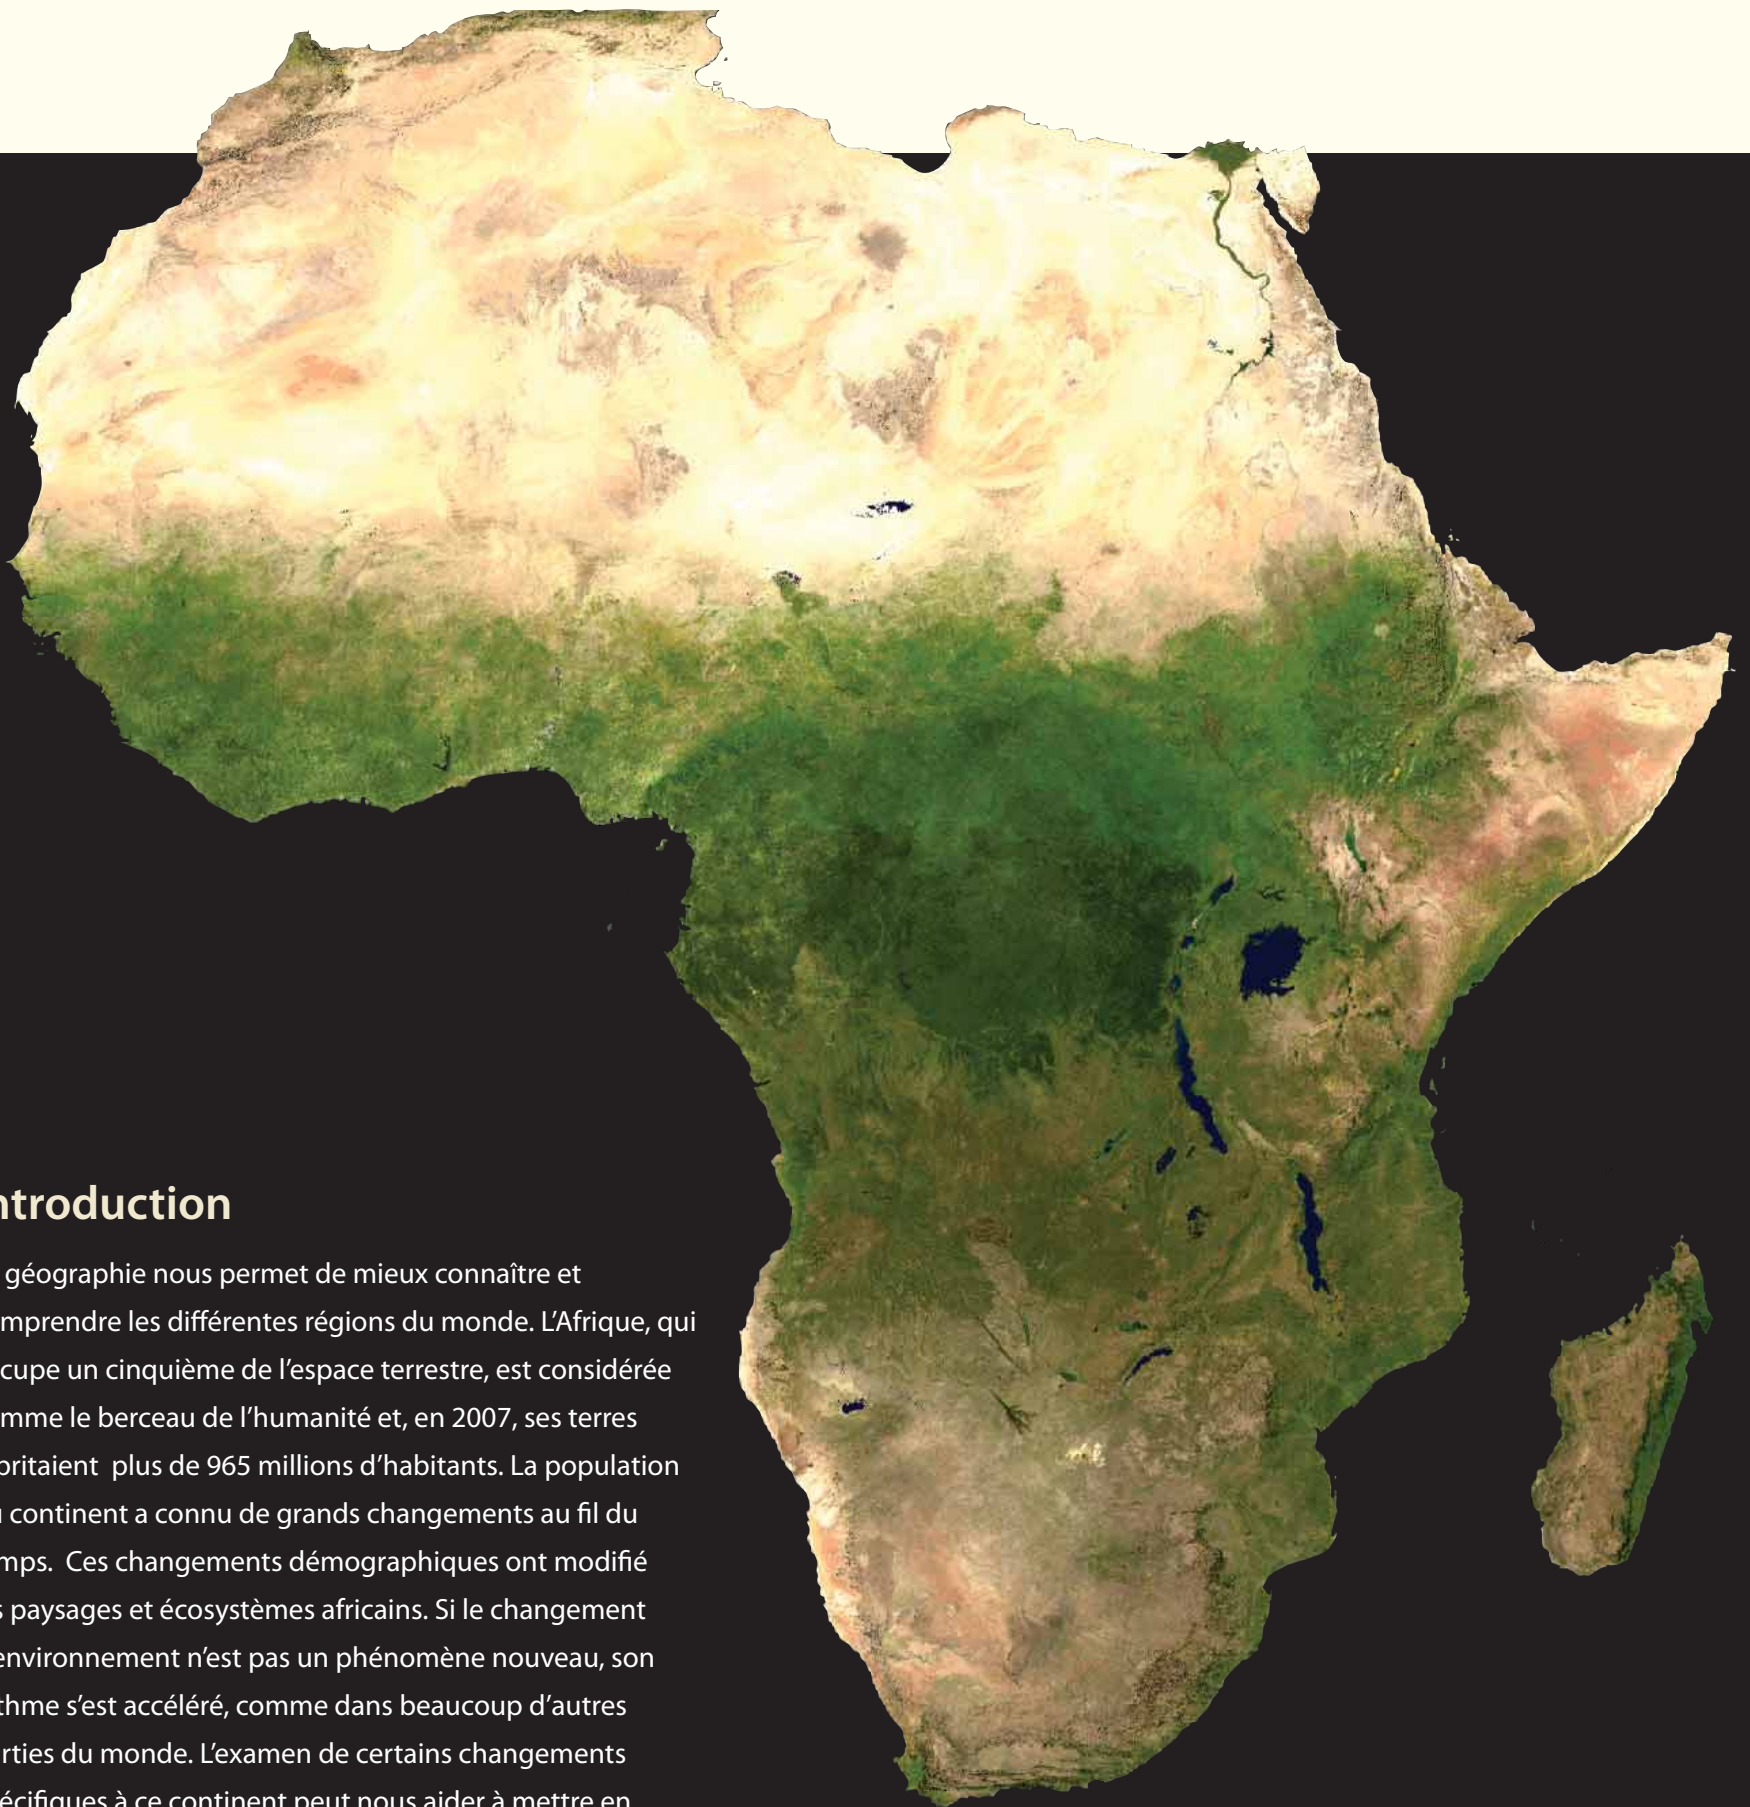 ntroduction
géographie nous permet de mieux connaître et
mprendre les différentes régions du monde. L’Afrique, qui
cupe un cinquième de l’espace terrestre, est considérée
mme le berceau de l’humanité et, en 2007, ses terres
britaient  plus de 965 millions d’habitants. La population
u continent a connu de grands changements au fil du
mps.  Ces changements démographiques ont modifié
s paysages et écosystèmes africains. Si le changement
environnement n’est pas un phénomène nouveau, son
thme s’est accéléré, comme dans beaucoup d’autres
rties du monde. L’examen de certains changements
écifiques à ce continent peut nous aider à mettre en